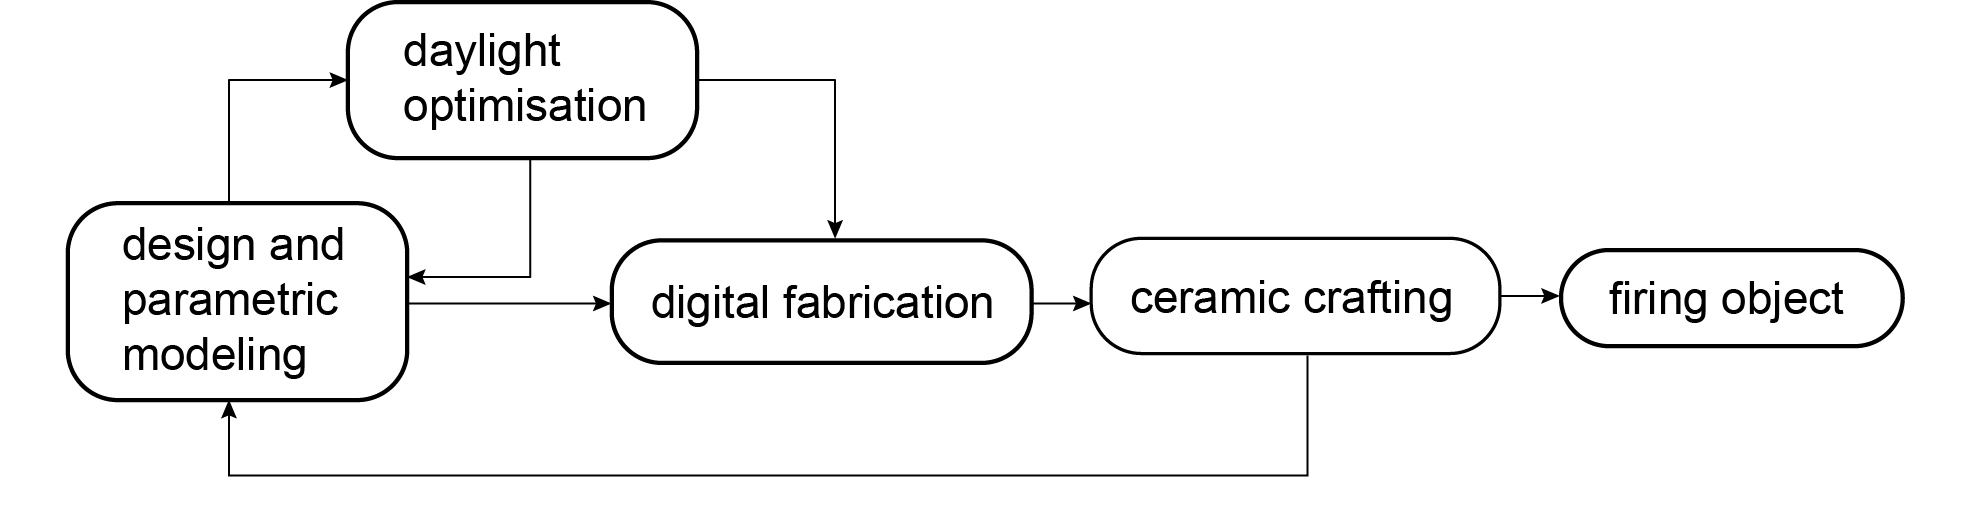 daylight
optimisation
design and
parametric
modeling
digital fabrication
ceramic crafting
firing object